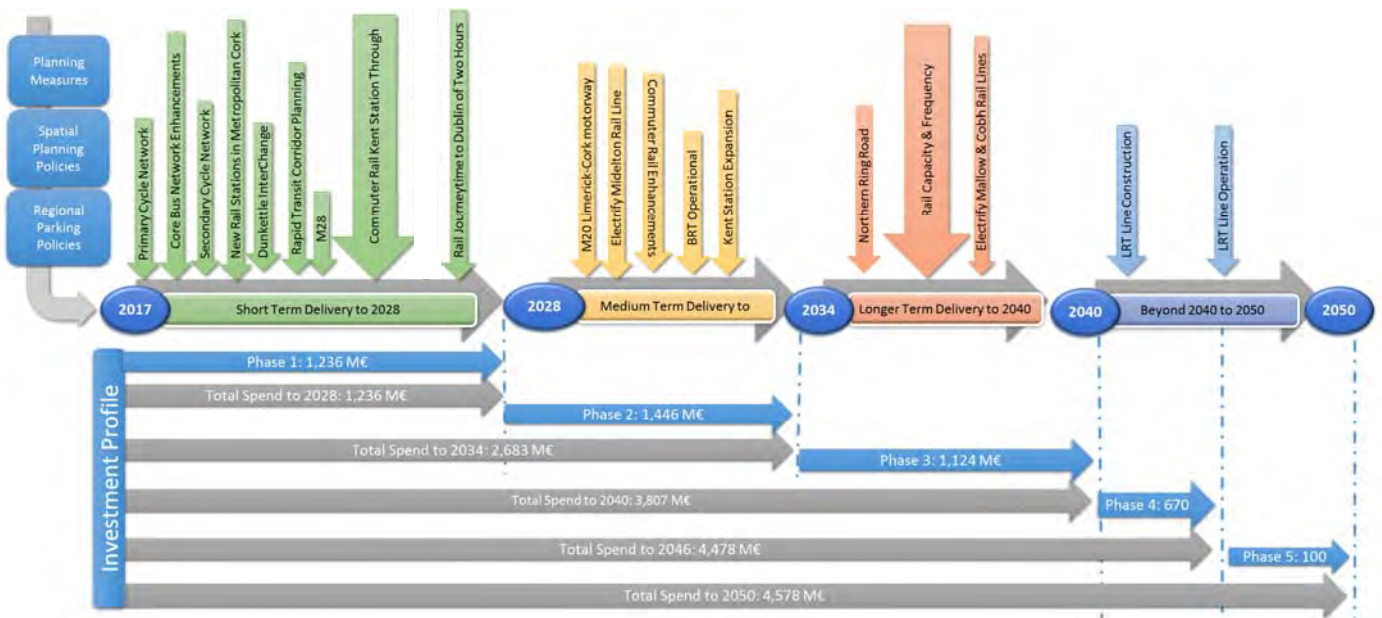 Planning
Measures
Spatial
Planning
Policies
Regional
Parking
Policies
Primary Cycle Network
Core Bus Network Enhancements
Secondary Cycle Network
New Rail Stations in Metropolitan Cork
Dunkettle InterChange
Rapid Transit Corridor Planning
M28
Commuter Rail Kent Station Through
Rail Journeytime to Dublin of Two Hours
M20 Limerick-Cork motorway
Electrify Midelton Rail Line
Commuter Rail Enhancements
BRT Operational
Kent Station Expansion
Northern Ring Road
Rail Capacity & Frequency
Electrify Mallow & Cobh Rail Lines
LRT Line Construction
LRT Line Operation
2017
Short Term Delivery to 2028
2028
Medium Term Delivery to
2034
Longer Term Delivery to 2040
2040
Beyond 2040 to 2050
2050
Investment Profile
Phase 1: 1,236 M€
Total Spend to 2028: 1,236 M€
Phase 2: 1,446 M€
Total Spend to 2034: 2,683 M€
Phase 3: 1,124 M€
Total Spend to 2040: 3,807 M€
Phase 4: 670
Total Spend to 2046: 4,478 M€
Phase 5: 100
Total Spend to 2050: 4,578 M€